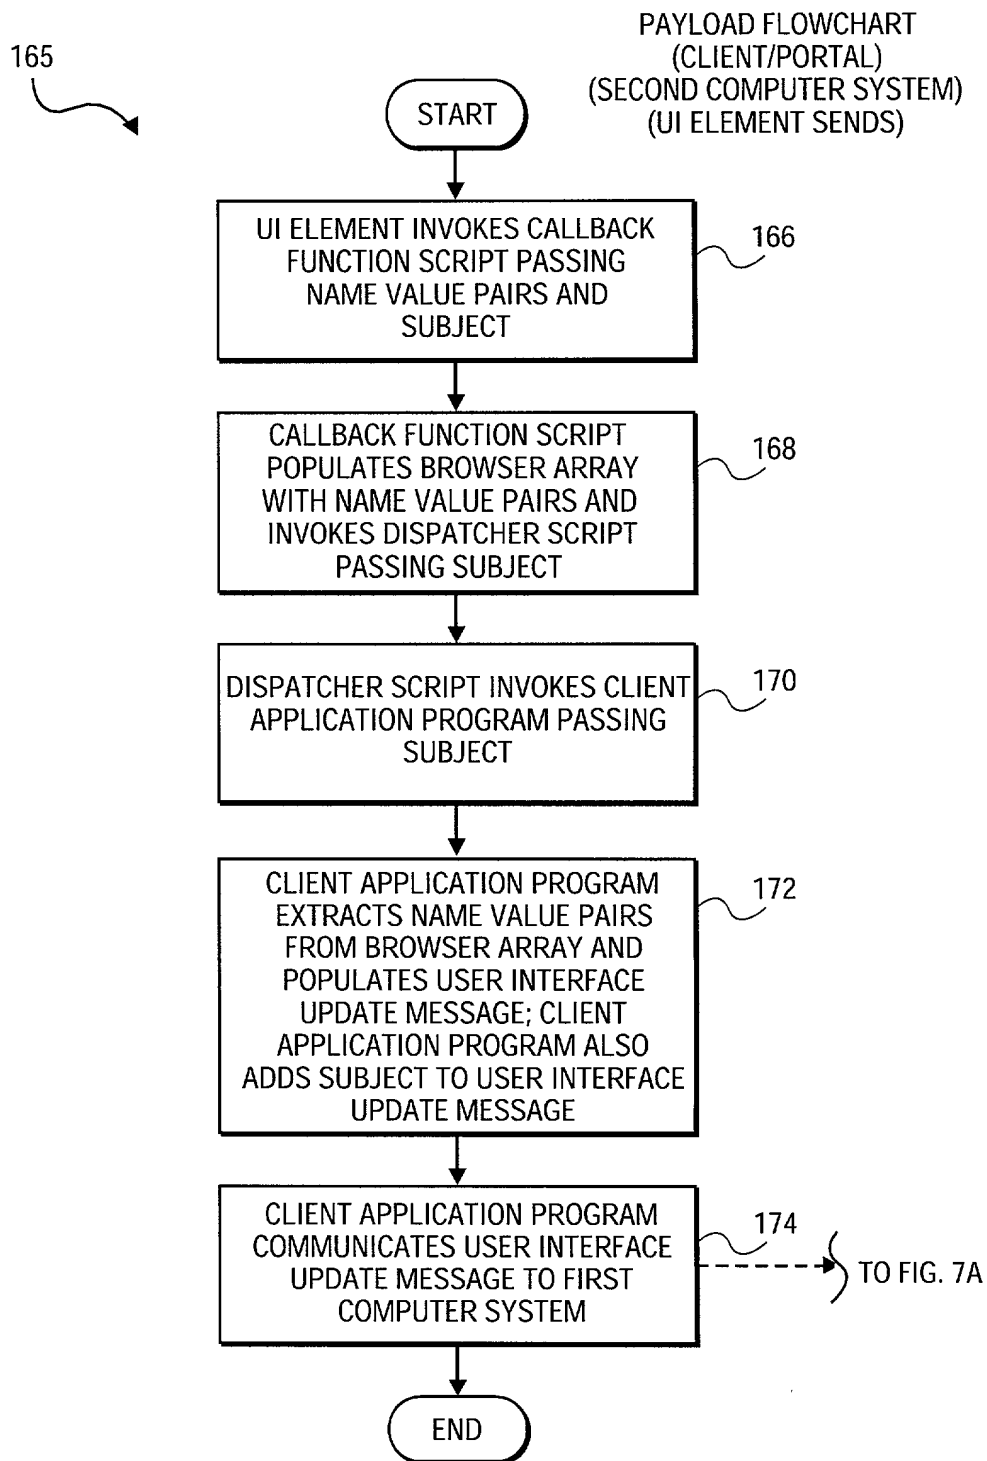 PAYLOAD FLOWCHART
(CLIENT/PORTAL)
(SECOND COMPUTER SYSTEM)
(UI ELEMENT SENDS)
165
START
UI ELEMENT INVOKES CALLBACK
FUNCTION SCRIPT PASSING
NAME VALUE PAIRS AND
SUBJECT
166
CALLBACK FUNCTION SCRIPT
POPULATES BROWSER ARRAY
WITH NAME VALUE PAIRS AND
INVOKES DISPATCHER SCRIPT
PASSING SUBJECT
168
DISPATCHER SCRIPT INVOKES CLIENT
APPLICATION PROGRAM PASSING
SUBJECT
170
CLIENT APPLICATION PROGRAM
EXTRACTS NAME VALUE PAIRS
FROM BROWSER ARRAY AND
POPULATES USER INTERFACE
UPDATE MESSAGE; CLIENT
APPLICATION PROGRAM ALSO
ADDS SUBJECT TO USER INTERFACE
UPDATE MESSAGE
172
CLIENT APPLICATION PROGRAM
COMMUNICATES USER INTERFACE
UPDATE MESSAGE TO FIRST
COMPUTER SYSTEM
174
TO FIG. 7A
END